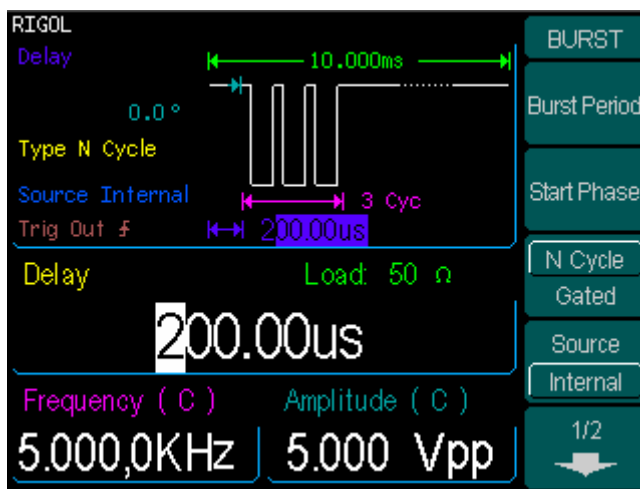 RIGOL
Delay
10.000ms
0.0°
Type N Cycle
Source Internal
3 Cyc
Trig Out
200.00us
Delay
Load: 50 Ω
200.00us
Frequency ( C )
Amplitude ( C )
5.000,0KHz
5.000 Vpp
BURST
Burst Period
Start Phase
N Cycle
Gated
Source
Internal
1/2